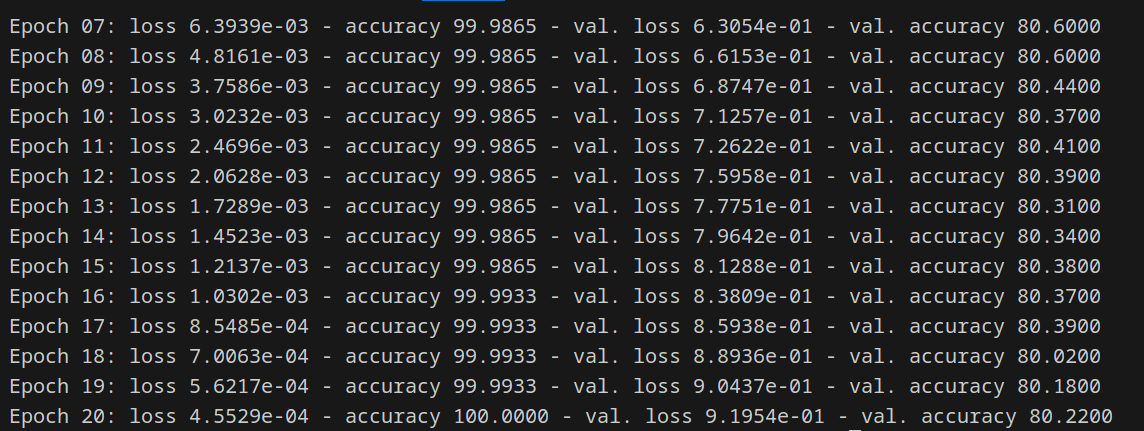 Epoch 07: loss 6.3939e-03 - accuracy 99.9865 - val. loss 6.3054e-01 - val. accuracy 80.6000
Epoch 08: loss 4.8161e-03 - accuracy 99.9865 - val. loss 6.6153e-01 - val. accuracy 80.6000
Epoch 09: loss 3.7586e-03 - accuracy 99.9865 - val. loss 6.8747e-01 - val. accuracy 80.4400
Epoch 10: loss 3.0232e-03 - accuracy 99.9865 - val. loss 7.1257e-01 - val. accuracy 80.3700
Epoch 11: loss 2.4696e-03 - accuracy 99.9865 - val. loss 7.2622e-01 - val. accuracy 80.4100
Epoch 12: loss 2.0628e-03 - accuracy 99.9865 - val. loss 7.5958e-01 - val. accuracy 80.3900
Epoch 13: loss 1.7289e-03 - accuracy 99.9865 - val. loss 7.7751e-01 - val. accuracy 80.3100
Epoch 14: loss 1.4523e-03 - accuracy 99.9865 - val. loss 7.9642e-01 - val. accuracy 80.3400
Epoch 15: loss 1.2137e-03 - accuracy 99.9865 - val. loss 8.1288e-01 - val. accuracy 80.3800
Epoch 16: loss 1.0302e-03 - accuracy 99.9933 - val. loss 8.3809e-01 - val. accuracy 80.3700
Epoch 17: loss 8.5485e-04 - accuracy 99.9933 - val. loss 8.5938e-01 - val. accuracy 80.3900
Epoch 18: loss 7.0063e-04 - accuracy 99.9933 - val. loss 8.8936e-01 - val. accuracy 80.0200
Epoch 19: loss 5.6217e-04 - accuracy 99.9933 - val. loss 9.0437e-01 - val. accuracy 80.1800
Epoch 20: loss 4.5529e-04 - accuracy 100.0000 - val. loss 9.1954e-01 - val. accuracy 80.2200